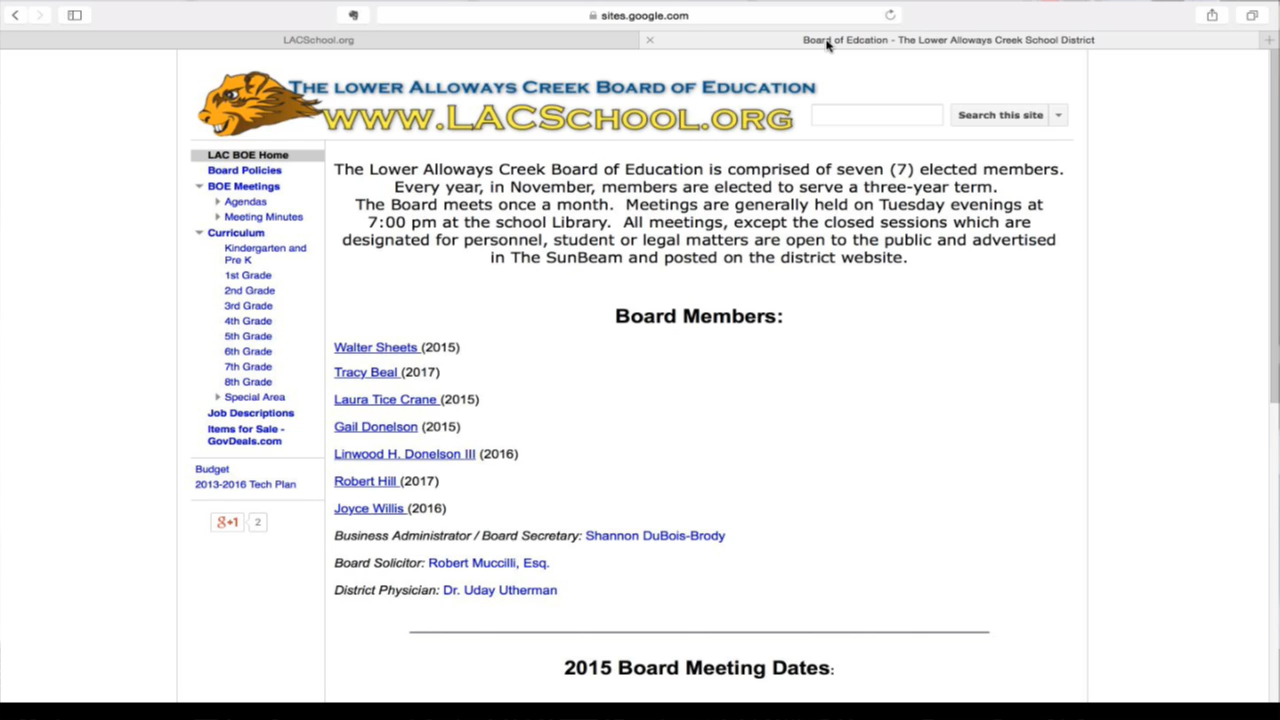 sites.google.com
LACSchool.org
Board of Edcation - The Lower Alloways Creek School District
The Lower Alloways Creek Board of Education
www.LACSchool.org
Search this site
LAC BOE Home
Board Policies
BOE Meetings
Agendas
Meeting Minutes
Curriculum
Kindergarten and
Pre K
1st Grade
2nd Grade
3rd Grade
4th Grade
5th Grade
6th Grade
7th Grade
8th Grade
Special Area
Job Descriptions
Items for Sale -
GovDeals.com
Budget
2013-2016 Tech Plan
g+1 2
The Lower Alloways Creek Board of Education is comprised of seven (7) elected members.
Every year, in November, members are elected to serve a three-year term.
The Board meets once a month. Meetings are generally held on Tuesday evenings at
7:00 pm at the school Library. All meetings, except the closed sessions which are
designated for personnel, student or legal matters are open to the public and advertised
in The SunBeam and posted on the district website.
Board Members:
Walter Sheets (2015)
Tracy Beal (2017)
Laura Tice Crane (2015)
Gail Donelson (2015)
Linwood H. Donelson III (2016)
Robert Hill (2017)
Joyce Willis (2016)
Business Administrator / Board Secretary: Shannon DuBois-Brody
Board Solicitor: Robert Muccilli, Esq.
District Physician: Dr. Uday Utherman
2015 Board Meeting Dates: